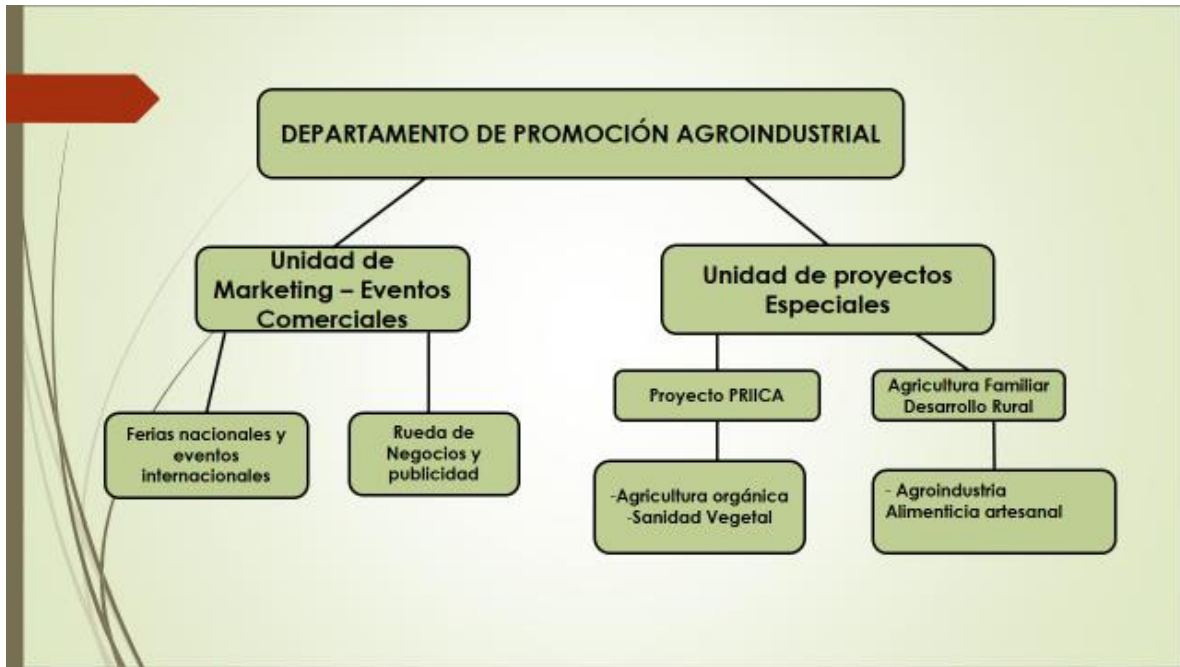 DEPARTAMENTO DE PROMOCIÓN AGROINDUSTRIAL
Unidad de
Marketing – Eventos
Comerciales
Unidad de proyectos
Especiales
Ferias nacionales y
eventos
internacionales
Rueda de
Negocios y
publicidad
Proyecto PRIICA
Agricultura Familiar
Desarrollo Rural
-Agricultura orgánica
-Sanidad Vegetal
- Agroindustria
Alimenticia artesanal